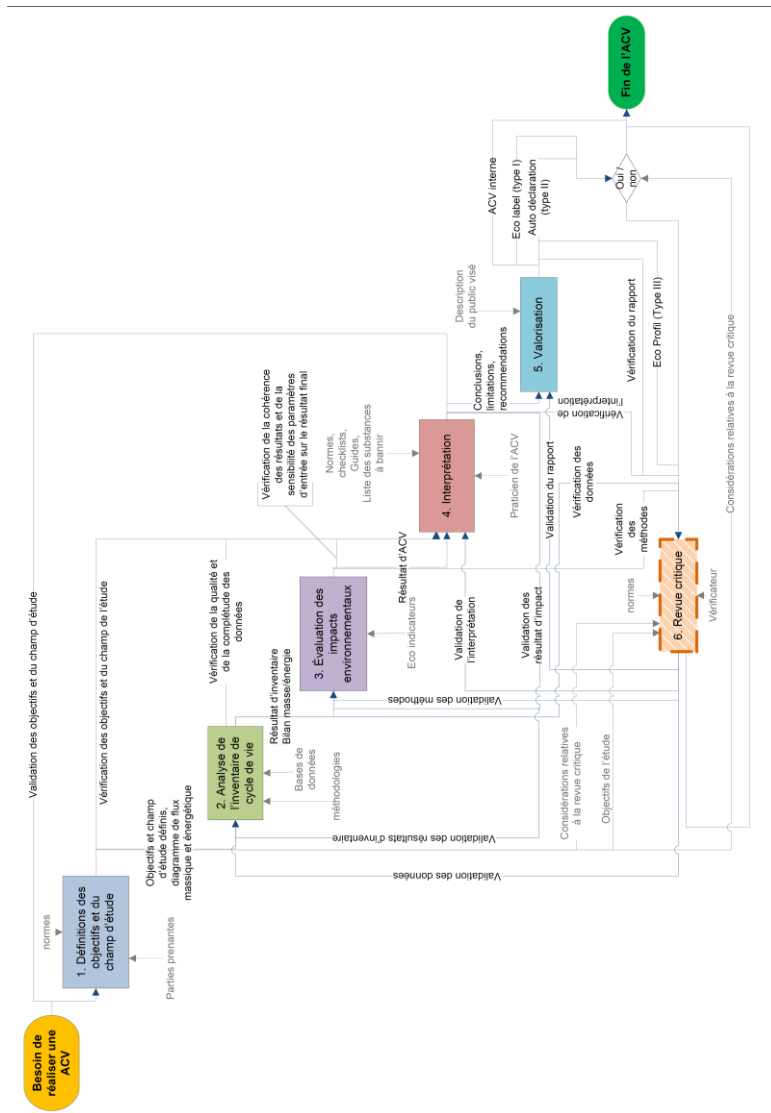 Besoin de
réaliser une
ACV
normes
1. Définitions des
objectifs et du
champ d'étude
Parties prenantes
Validation des objectifs et du champ d'étude
Vérification des objectifs et du champ de l'étude
Objectifs et champ
d'étude définis,
diagramme de flux
massique et énergétique
2. Analyse de
l'inventaire de
cycle de vie
méthodologies
Bases de
données
Vérification de la qualité et
de la complétude des
données
Résultat d'inventaire
Bilan masse/énergie
3. Évaluation des
impacts
environnementaux
Eco indicateurs
Vérification de la cohérence
des résultats et de la
sensibilité des paramètres
d'entrée sur le résultat final
Résultat d'ACV
Normes,
checklists,
Guides,
Liste des substances
à bannir
4. Interprétation
Praticien de l'ACV
Conclusions,
limitations,
recommendations
Description
du public visé
5. Valorisation
ACV interne
Eco label (type I)
Auto déclaration
(type II)
Oui /
non
Fin de l'ACV
Vérification du rapport
Eco Profil (Type III)
Vérification de
l'interprétation
Validation du rapport
Vérification des
données
Vérification
des
méthodes
Validation de
l'interprétation
Validation des
résultat d'impact
Validation des méthodes
Validation des résultats d'inventaire
Validation des données
Considérations relatives
à la revue critique
Objectifs de l'étude
normes
6. Revue critique
Vérificateur
Considérations relatives à la revue critique